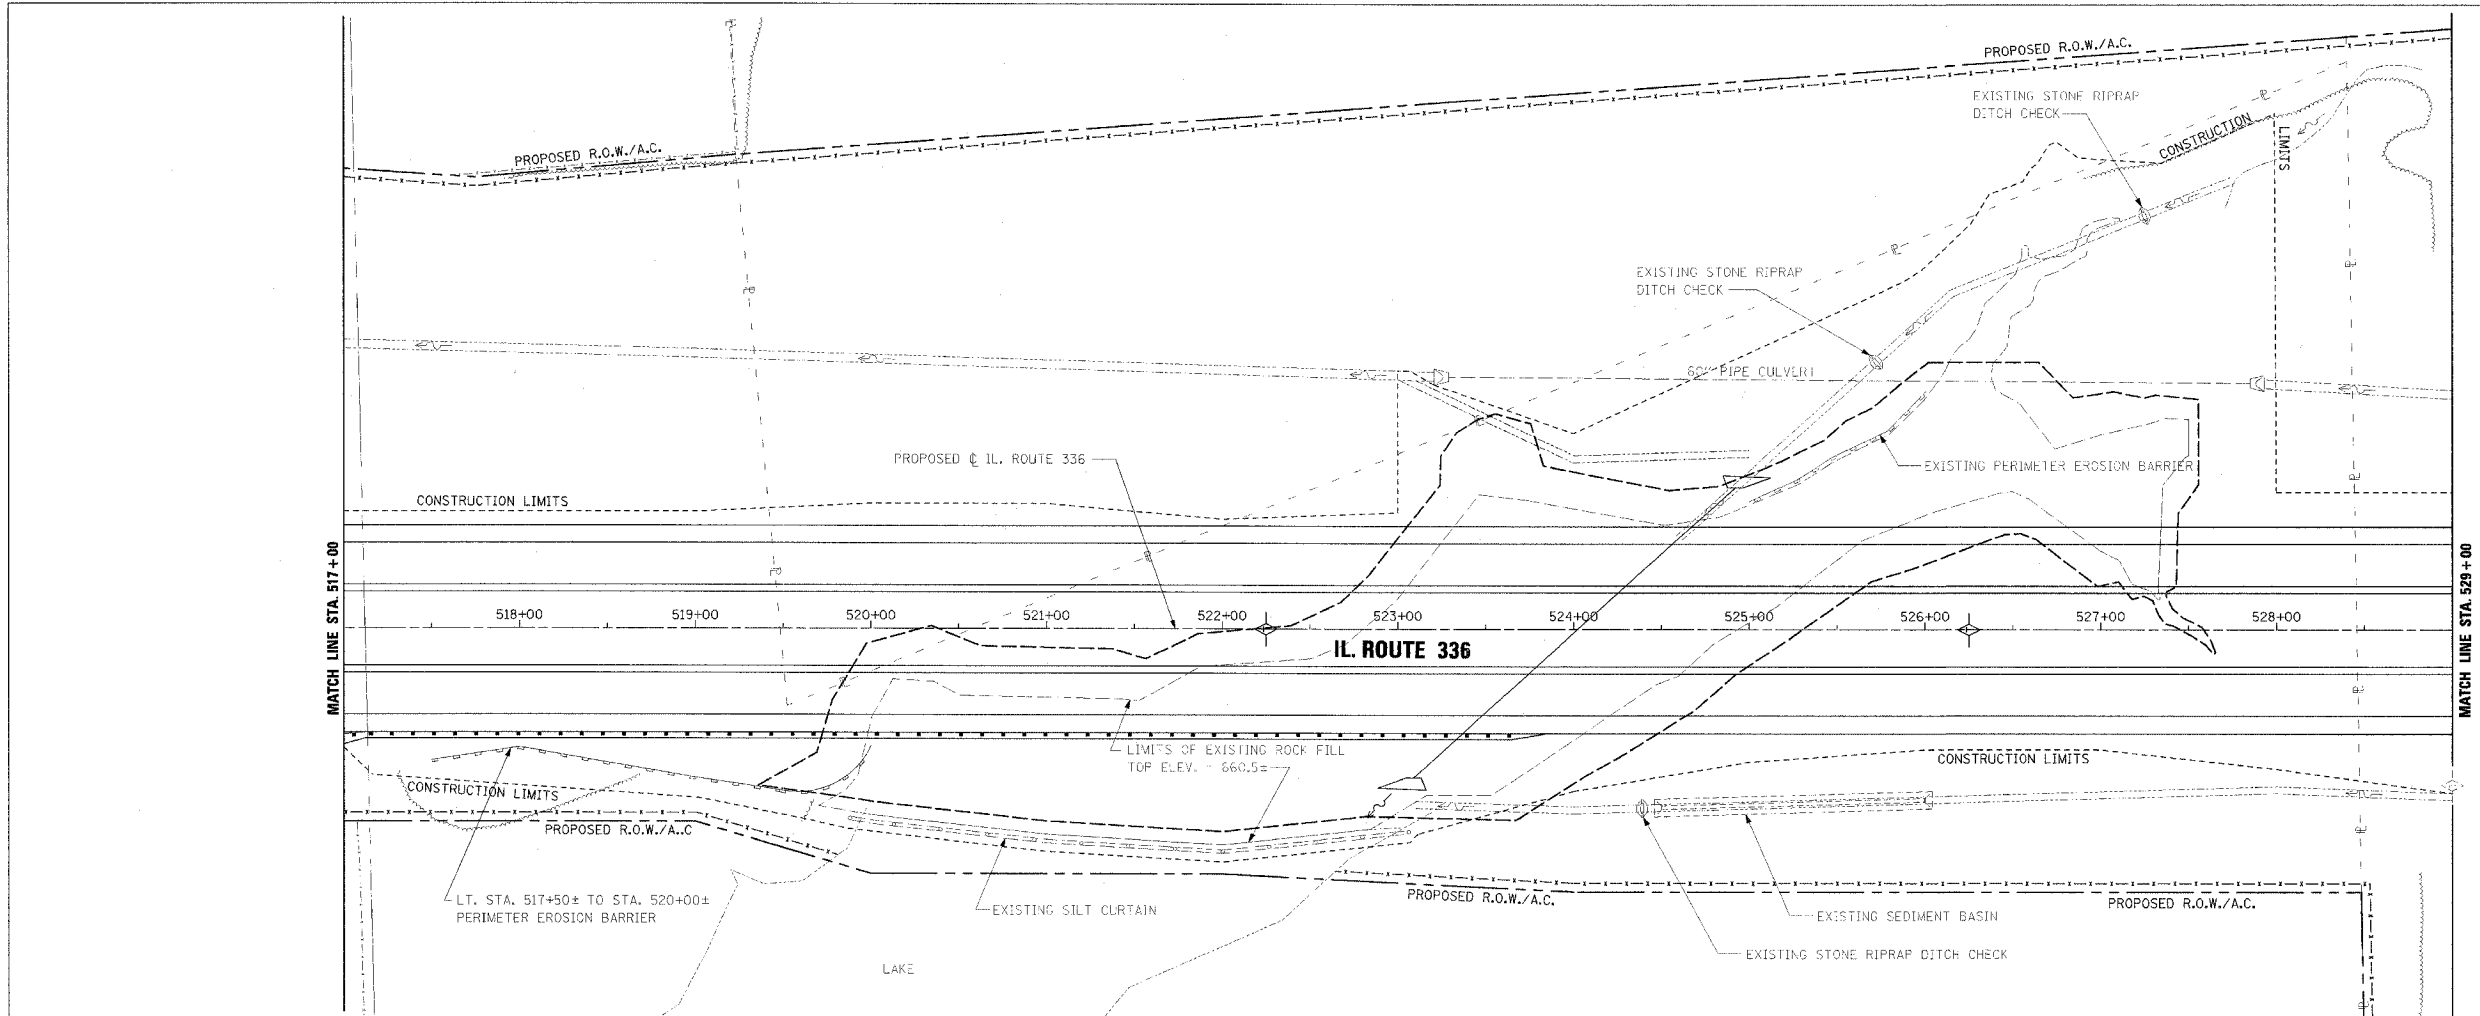 PROPOSED R.O.W./A.C.
EXISTING STONE RIPRAP
DITCH CHECK
CONSTRUCTION
LIMITS
PROPOSED R.O.W./A.C.
EXISTING STONE RIPRAP
DITCH CHECK
60" PIPE CULVERT
PROPOSED ℄ IL. ROUTE 336
EXISTING PERIMETER EROSION BARRIER
CONSTRUCTION LIMITS
MATCH LINE STA. 517+00
MATCH LINE STA. 529+00
518+00
519+00
520+00
521+00
522+00
523+00
524+00
525+00
526+00
527+00
528+00
IL. ROUTE 336
LIMITS OF EXISTING ROCK FILL
TOP ELEV. = 660.5±
CONSTRUCTION LIMITS
CONSTRUCTION LIMITS
PROPOSED R.O.W./A..C
LT. STA. 517+50± TO STA. 520+00±
PERIMETER EROSION BARRIER
EXISTING SILT CURTAIN
PROPOSED R.O.W./A.C.
PROPOSED R.O.W./A.C.
EXISTING SEDIMENT BASIN
EXISTING STONE RIPRAP DITCH CHECK
LAKE